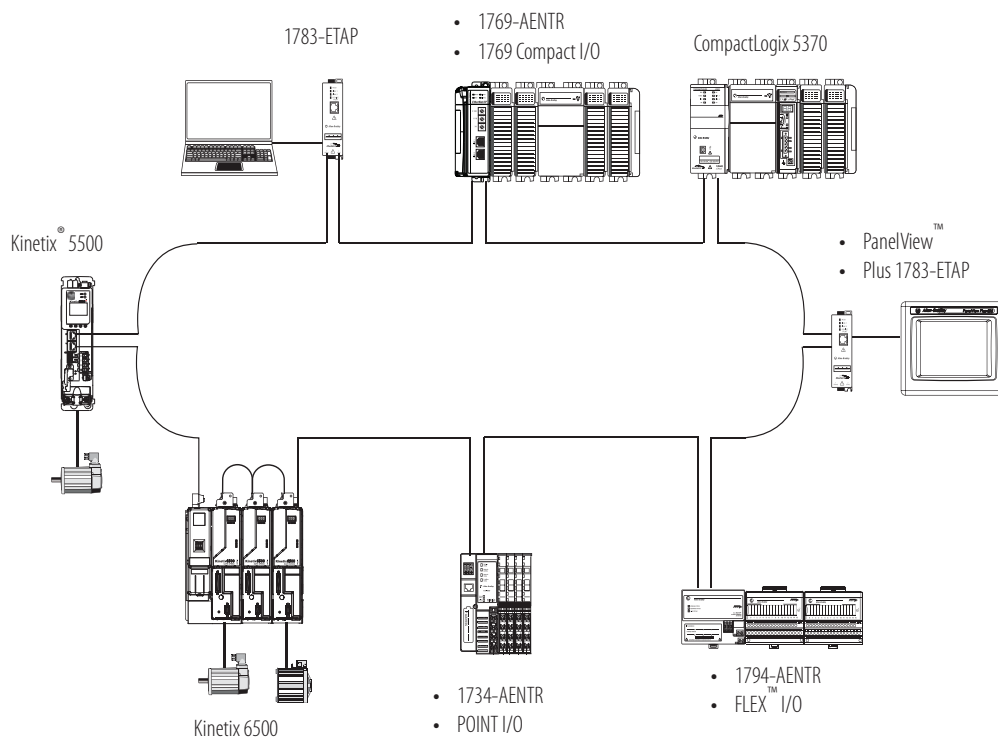 1783-ETAP
• 1769-AENTR
• 1769 Compact I/O
CompactLogix 5370
Kinetix® 5500
• PanelView™
• Plus 1783-ETAP
Kinetix 6500
• 1734-AENTR
• POINT I/O
• 1794-AENTR
• FLEX™ I/O